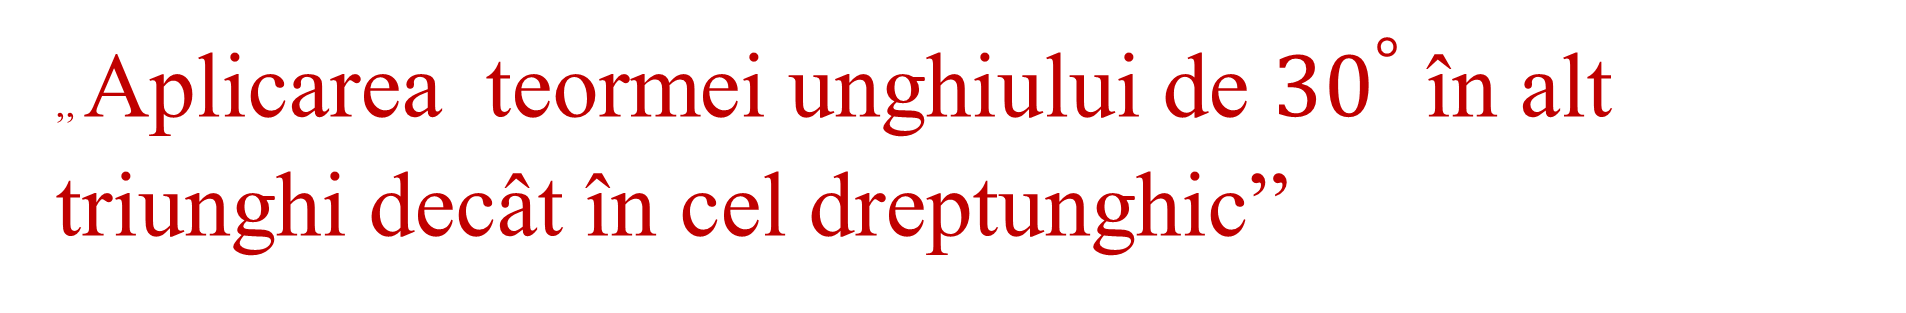 „Aplicarea  teormei unghiului de 30° în alt
triunghi decât în cel dreptunghic”